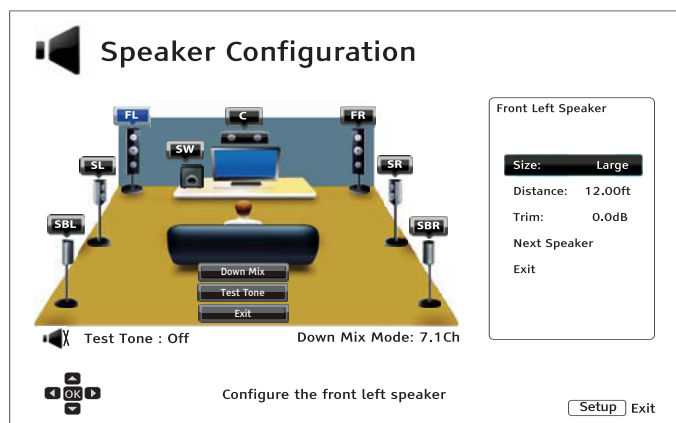 Speaker Configuration
FL
C
FR
SW
SL
SR
SBL
SBR
Down Mix
Test Tone
Exit
Test Tone : Off
Down Mix Mode: 7.1Ch
Front Left Speaker
Size: Large
Distance: 12.00ft
Trim: 0.0dB
Next Speaker
Exit
OK
Configure the front left speaker
Setup Exit